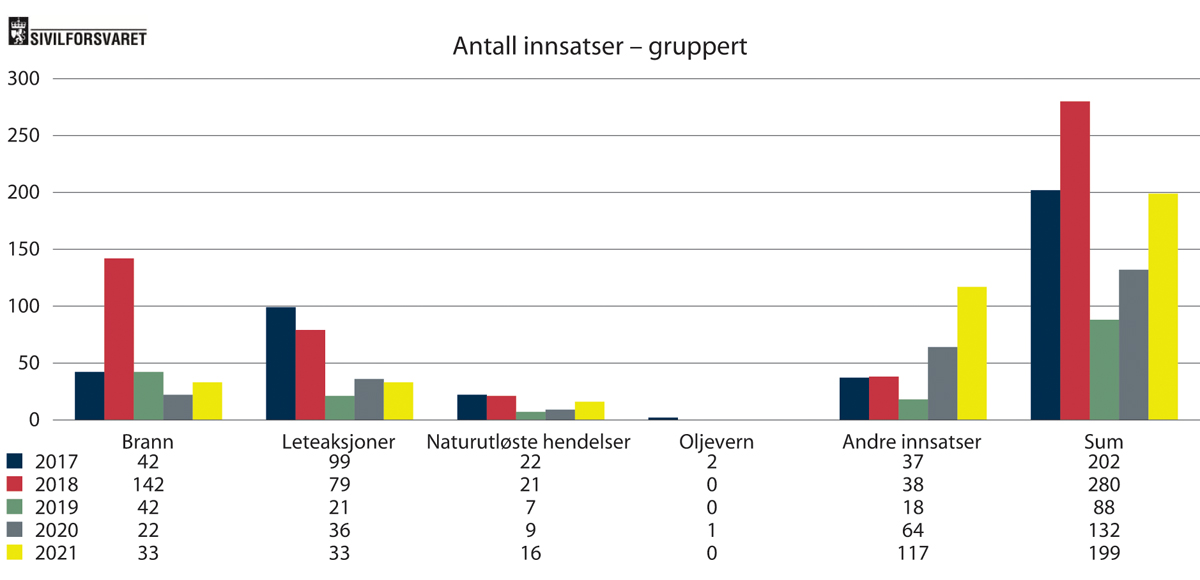 SIVILFORSVARET
Antall innsatser – gruppert
300
250
200
150
100
50
0
Brann Leteaksjoner Naturutløste hendelser Oljevern Andre innsatser Sum
2017 42 99 22 2 37 202
2018 142 79 21 0 38 280
2019 42 21 7 0 18 88
2020 22 36 9 1 64 132
2021 33 33 16 0 117 199